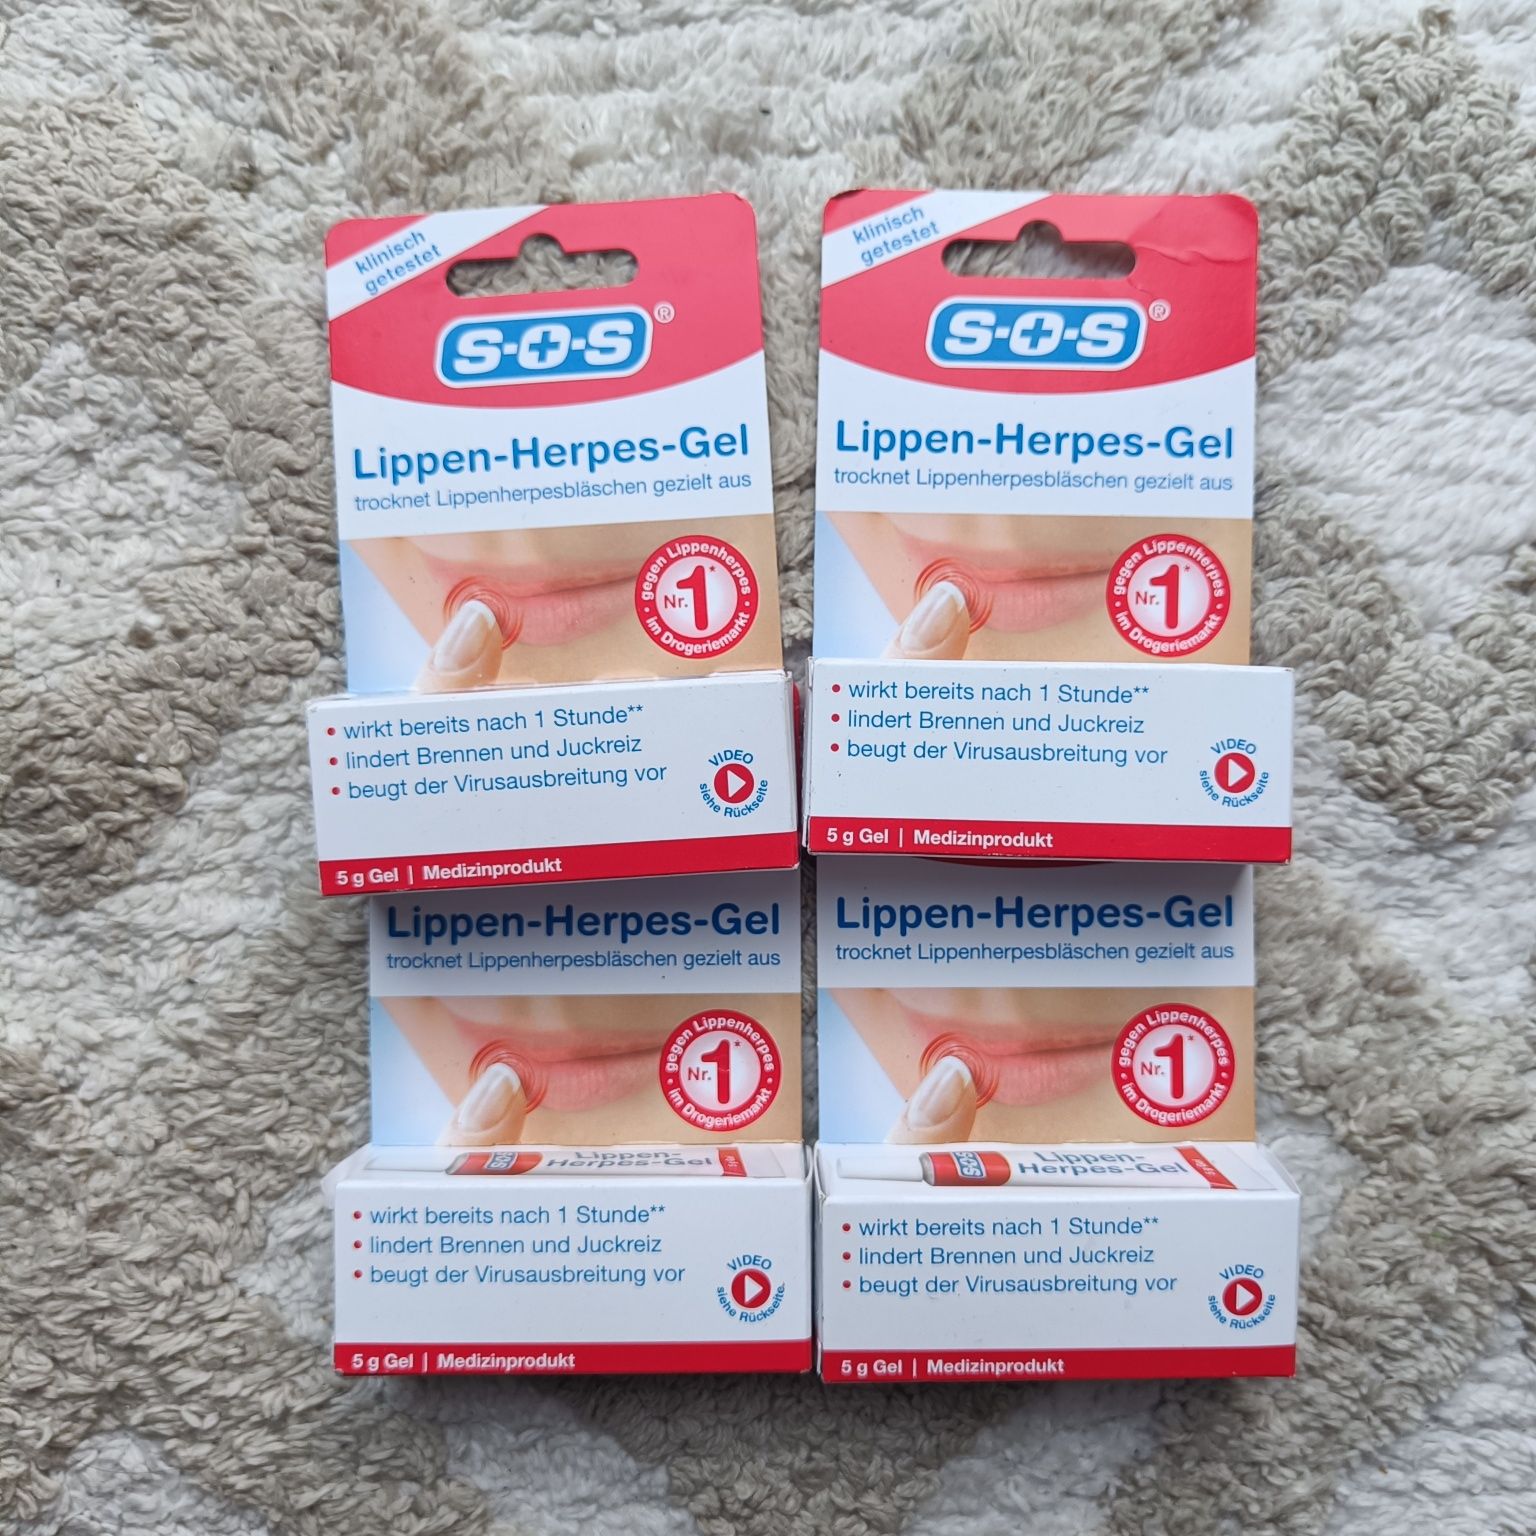 klinisch
getestet
S+O+S®
Lippen-Herpes-Gel
trocknet Lippenherpesbläschen gezielt aus
gegen Lippenherpes
Nr. 1*
im Drogeriemarkt
• wirkt bereits nach 1 Stunde**
• lindert Brennen und Juckreiz
• beugt der Virusausbreitung vor
VIDEO
siehe Rückseite
5 g Gel | Medizinprodukt
klinisch
getestet
S+O+S®
Lippen-Herpes-Gel
trocknet Lippenherpesbläschen gezielt aus
gegen Lippenherpes
Nr. 1*
im Drogeriemarkt
• wirkt bereits nach 1 Stunde**
• lindert Brennen und Juckreiz
• beugt der Virusausbreitung vor
VIDEO
siehe Rückseite
5 g Gel | Medizinprodukt
Lippen-Herpes-Gel
trocknet Lippenherpesbläschen gezielt aus
gegen Lippenherpes
Nr. 1*
im Drogeriemarkt
SOS
Lippen-
Herpes-Gel
• wirkt bereits nach 1 Stunde**
• lindert Brennen und Juckreiz
• beugt der Virusausbreitung vor
VIDEO
siehe Rückseite
5 g Gel | Medizinprodukt
Lippen-Herpes-Gel
trocknet Lippenherpesbläschen gezielt aus
gegen Lippenherpes
Nr. 1*
im Drogeriemarkt
SOS
Lippen-
Herpes-Gel
• wirkt bereits nach 1 Stunde**
• lindert Brennen und Juckreiz
• beugt der Virusausbreitung vor
VIDEO
siehe Rückseite
5 g Gel | Medizinprodukt